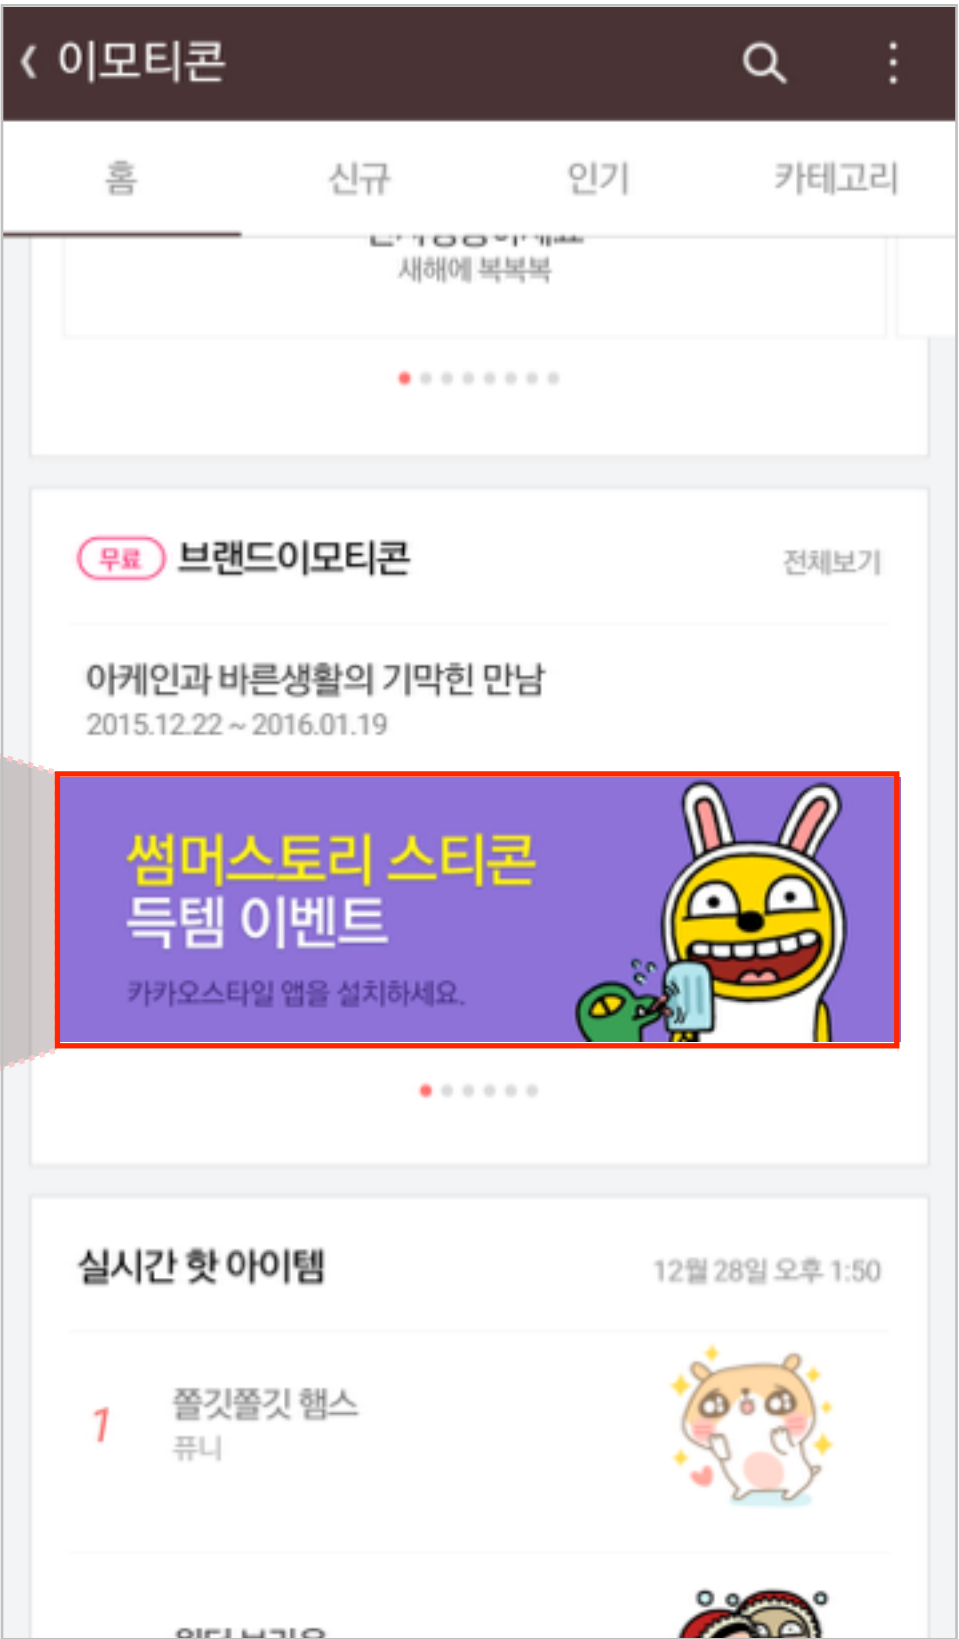 이모티콘
홈 신규 인기 카테고리
새해에 복복복
무료 브랜드이모티콘 전체보기
아케인과 바른생활의 기막힌 만남
2015.12.22 ~ 2016.01.19
썸머스토리 스티콘
득템 이벤트
카카오스타일 앱을 설치하세요.
실시간 핫 아이템 12월 28일 오후 1:50
1 쫄깃쫄깃 햄스
퓨니